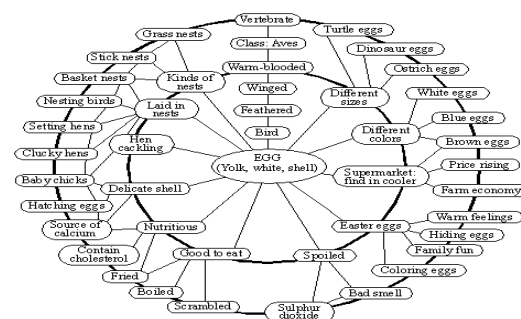 Vertebrate
Class: Aves
Warm-blooded
Winged
Feathered
Bird
EGG
(Yolk, white, shell)
Grass nests
Stick nests
Basket nests
Nesting birds
Setting hens
Clucky hens
Baby chicks
Hatching eggs
Source of
calcium
Contain
cholesterol
Fried
Boiled
Scrambled
Kinds of
nests
Laid in
nests
Hen
cackling
Delicate shell
Nutritious
Good to eat
Spoiled
Sulphur
dioxide
Bad smell
Easter eggs
Coloring eggs
Family fun
Hiding eggs
Warm feelings
Supermarket:
find in cooler
Farm economy
Price rising
Different
colors
Brown eggs
Blue eggs
White eggs
Different
sizes
Ostrich eggs
Dinosaur eggs
Turtle eggs